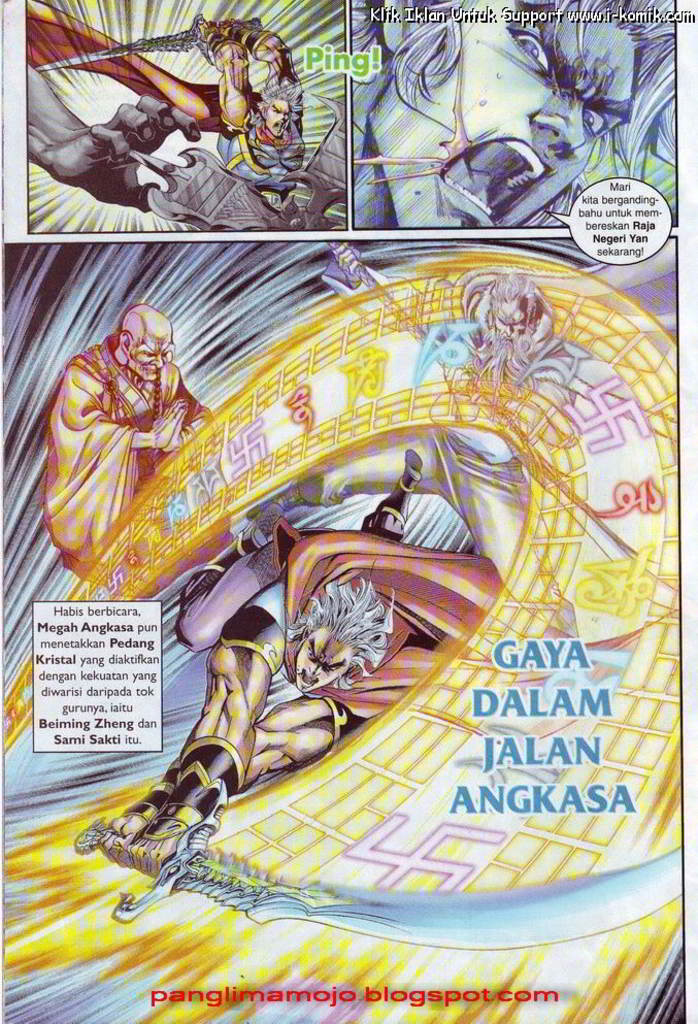 Klik Iklan Untuk Support www.i-komik.com
Ping!
Mari
kita berganding-
bahu untuk mem-
bereskan Raja
Negeri Yan
sekarang!
Habis berbicara,
Megah Angkasa pun
menetakkan Pedang
Kristal yang diaktifkan
dengan kekuatan yang
diwarisi daripada tok
gurunya, iaitu
Beiming Zheng dan
Sami Sakti itu.
GAYA
DALAM
JALAN
ANGKASA
panglimamojo.blogspot.com